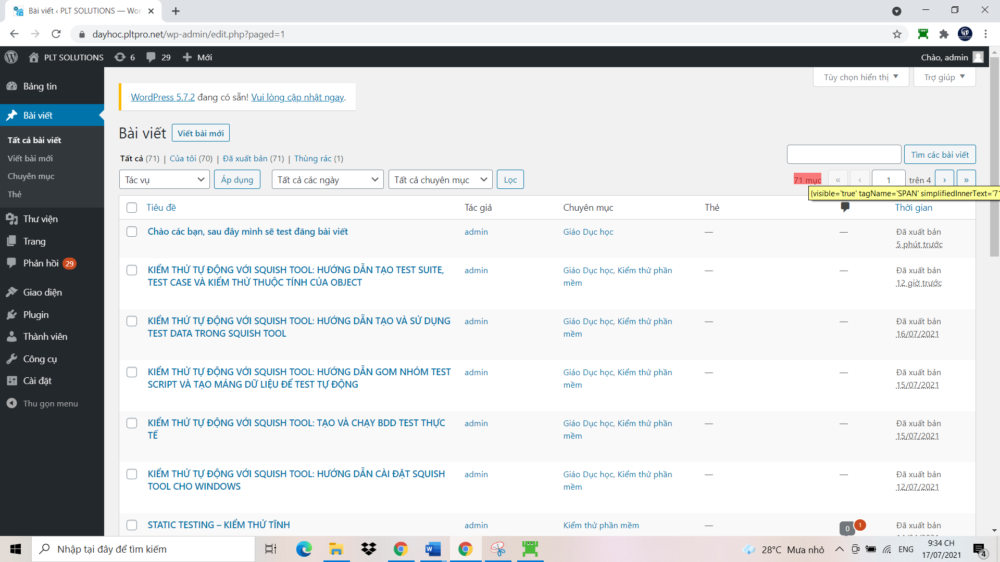 Bài viết ‹ PLT SOLUTIONS — Wor
dayhoc.pltpro.net/wp-admin/edit.php?paged=1
PLT SOLUTIONS 6 29 Mới Chào, admin
Tùy chọn hiển thị Trợ giúp
Bảng tin
Bài viết
Tất cả bài viết
Viết bài mới
Chuyên mục
Thẻ
Thư viện
Trang
Phản hồi 29
Giao diện
Plugin
Thành viên
Công cụ
Cài đặt
Thu gọn menu
WordPress 5.7.2 đang có sẵn! Vui lòng cập nhật ngay.
Bài viết Viết bài mới
Tất cả (71) | Của tôi (70) | Đã xuất bản (71) | Thùng rác (1)
Tìm các bài viết
Tác vụ Áp dụng Tất cả các ngày Tất cả chuyên mục Lọc
71 mục « ‹ 1 trên 4 › »
{visible='true' tagName='SPAN' simplifiedInnerText='71
Tiêu đề Tác giả Chuyên mục Thẻ Thời gian
Chào các bạn, sau đây mình sẽ test đăng bài viết admin Giáo Dục học — — Đã xuất bản
5 phút trước
KIỂM THỬ TỰ ĐỘNG VỚI SQUISH TOOL: HƯỚNG DẪN TẠO TEST SUITE, admin Giáo Dục học, Kiểm thử phần — — Đã xuất bản
TEST CASE VÀ KIỂM THỬ THUỘC TÍNH CỦA OBJECT mềm 12 giờ trước
KIỂM THỬ TỰ ĐỘNG VỚI SQUISH TOOL: HƯỚNG DẪN TẠO VÀ SỬ DỤNG admin Giáo Dục học, Kiểm thử phần — — Đã xuất bản
TEST DATA TRONG SQUISH TOOL mềm 16/07/2021
KIỂM THỬ TỰ ĐỘNG VỚI SQUISH TOOL: HƯỚNG DẪN GOM NHÓM TEST admin Giáo Dục học, Kiểm thử phần — — Đã xuất bản
SCRIPT VÀ TẠO MẢNG DỮ LIỆU ĐỂ TEST TỰ ĐỘNG mềm 15/07/2021
KIỂM THỬ TỰ ĐỘNG VỚI SQUISH TOOL: TẠO VÀ CHẠY BDD TEST THỰC admin Giáo Dục học, Kiểm thử phần — — Đã xuất bản
TẾ mềm 15/07/2021
KIỂM THỬ TỰ ĐỘNG VỚI SQUISH TOOL: HƯỚNG DẪN CÀI ĐẶT SQUISH admin Giáo Dục học, Kiểm thử phần — — Đã xuất bản
TOOL CHO WINDOWS mềm 12/07/2021
STATIC TESTING – KIỂM THỬ TĨNH admin Kiểm thử phần mềm — 0 1 Đã xuất bản
Nhập tại đây để tìm kiếm 28°C Mưa nhỏ ENG 9:34 CH
17/07/2021 4